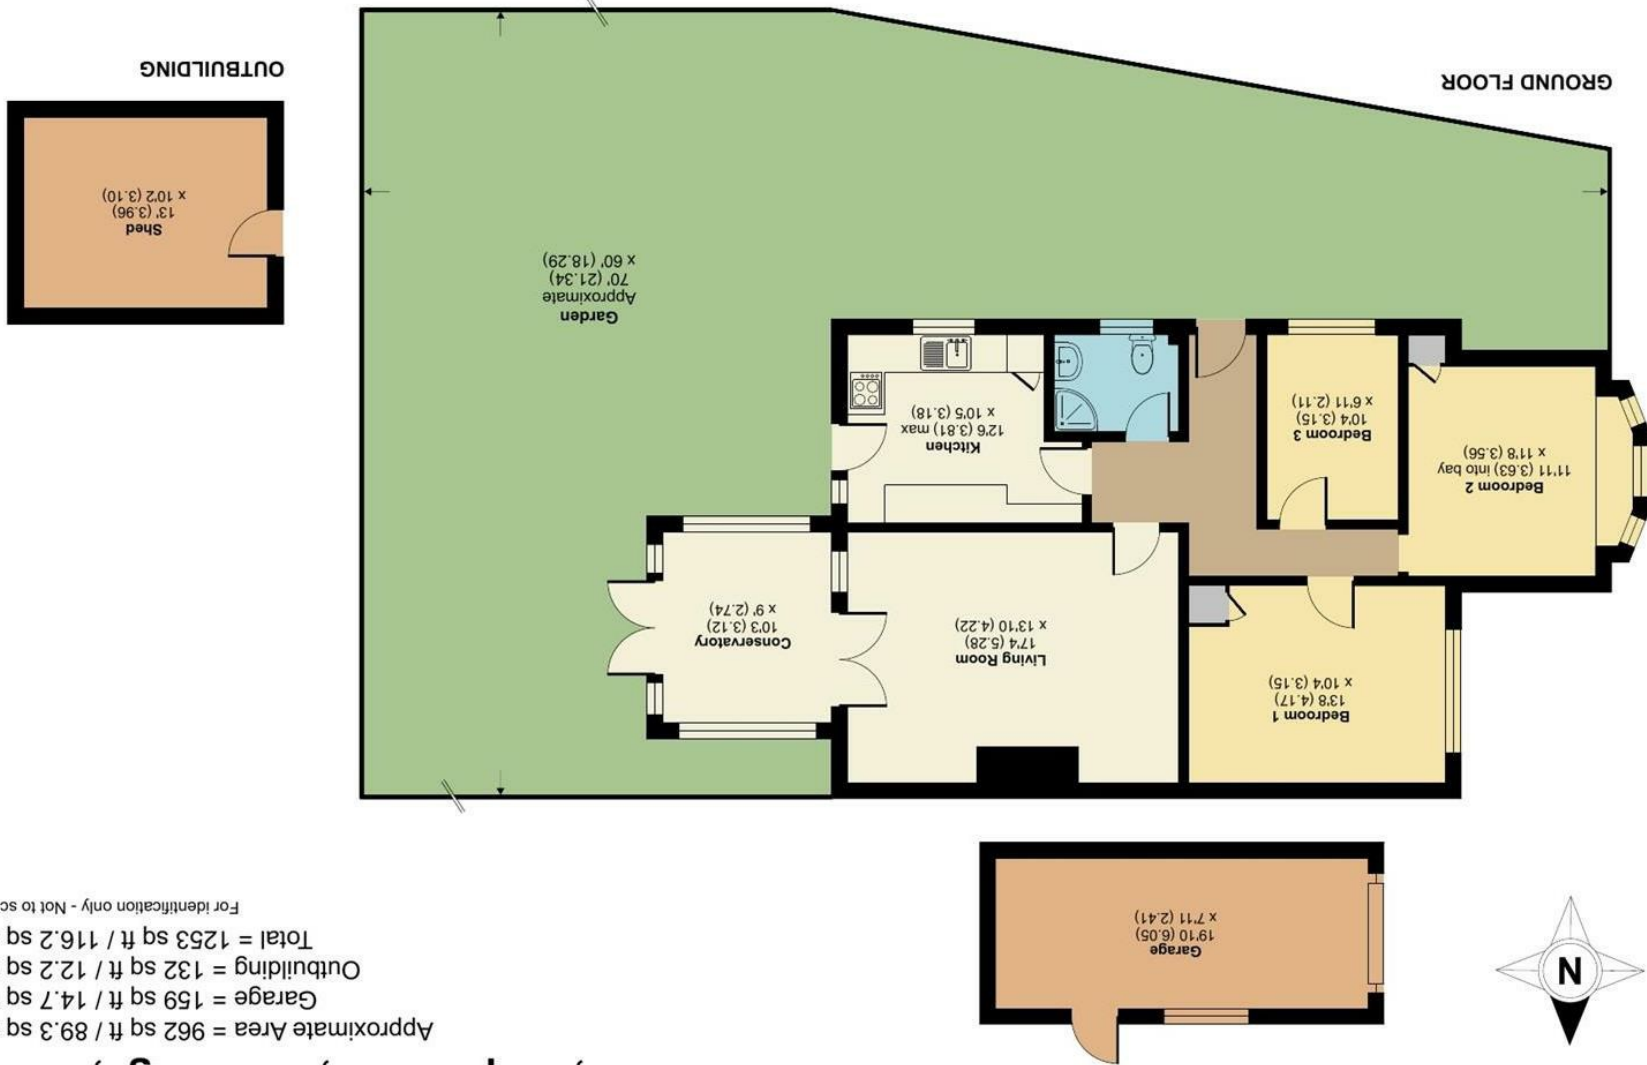 Approximate Area = 962 sq ft / 89.3 sq
Garage = 159 sq ft / 14.7 sq
Outbuilding = 132 sq ft / 12.2 sq
Total = 1253 sq ft / 116.2 sq
For identification only - Not to sc
N
Garage
19'10 (6.05)
x 7'11 (2.41)
Bedroom 1
13'8 (4.17)
x 10'4 (3.15)
Living Room
17'4 (5.28)
x 13'10 (4.22)
Conservatory
10'3 (3.12)
x 9' (2.74)
Bedroom 2
11'11 (3.63) into bay
x 11'8 (3.56)
Bedroom 3
10'4 (3.15)
x 6'11 (2.11)
Kitchen
12'6 (3.81) max
x 10'5 (3.18)
Garden
Approximate
70' (21.34)
x 60' (18.29)
Shed
13' (3.96)
x 10'2 (3.10)
GROUND FLOOR
OUTBUILDING